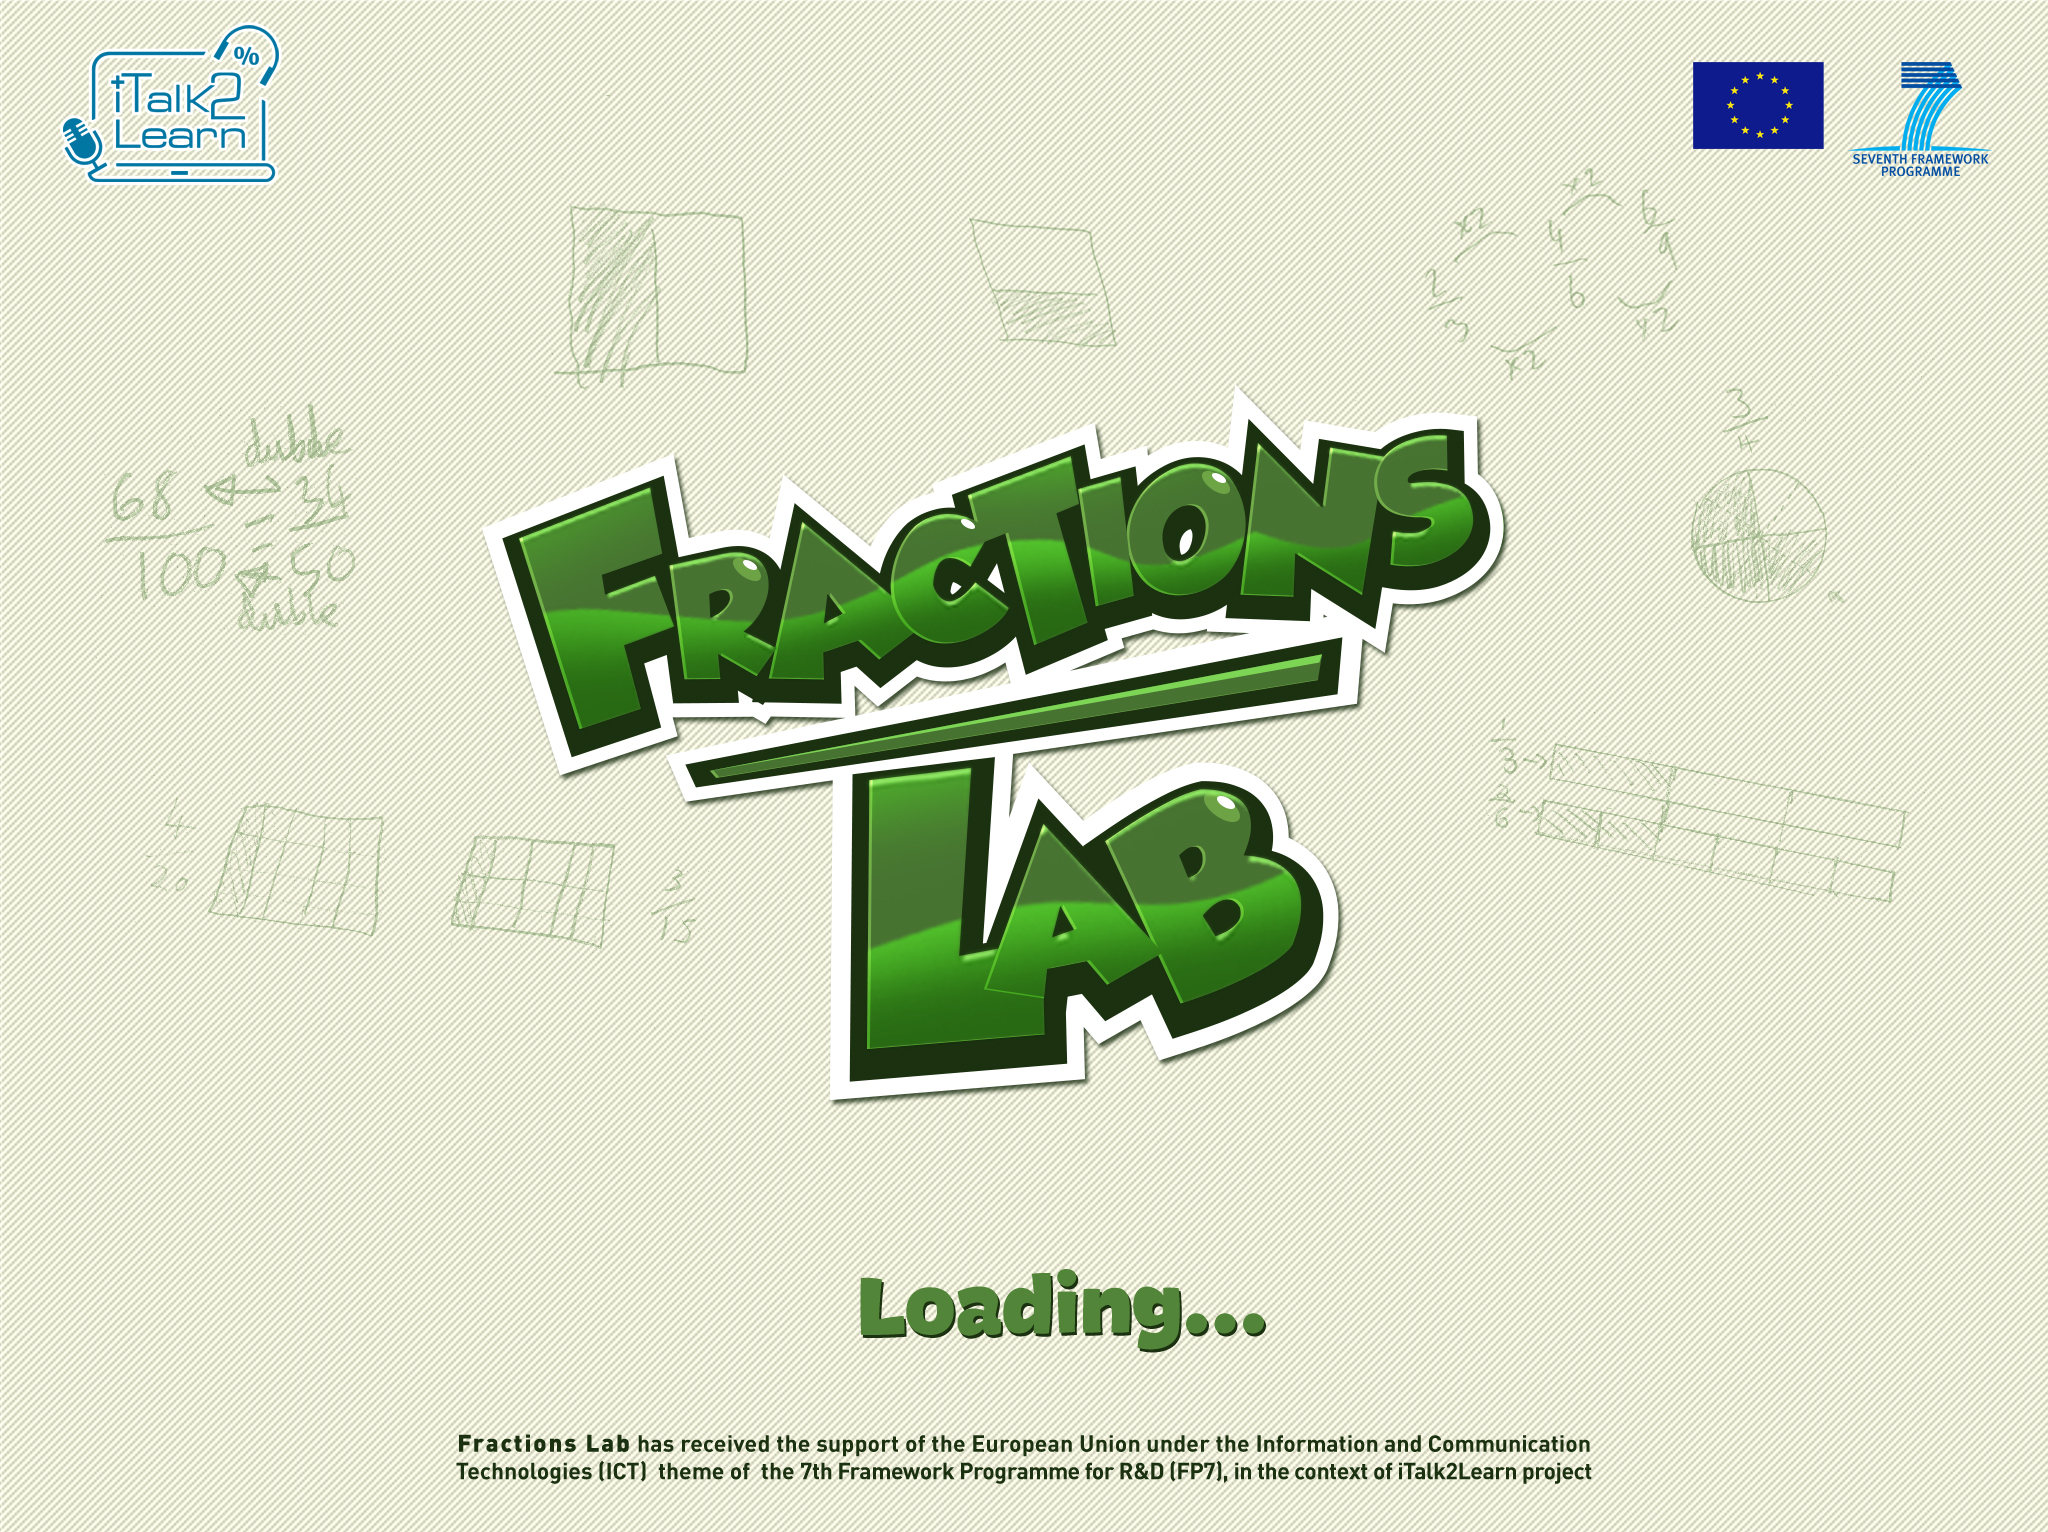 %
iTalk2
Learn
SEVENTH FRAMEWORK
PROGRAMME
x2
x2
4
6
6
9
2
3
x2
x2
3
4
dubble
68
34
=
100
50
=
duble
FRACTIONS
LAB
1
3
2
6
4
20
3
15
Loading...
Fractions Lab has received the support of the European Union under the Information and Communication
Technologies (ICT) theme of the 7th Framework Programme for R&D (FP7), in the context of iTalk2Learn project